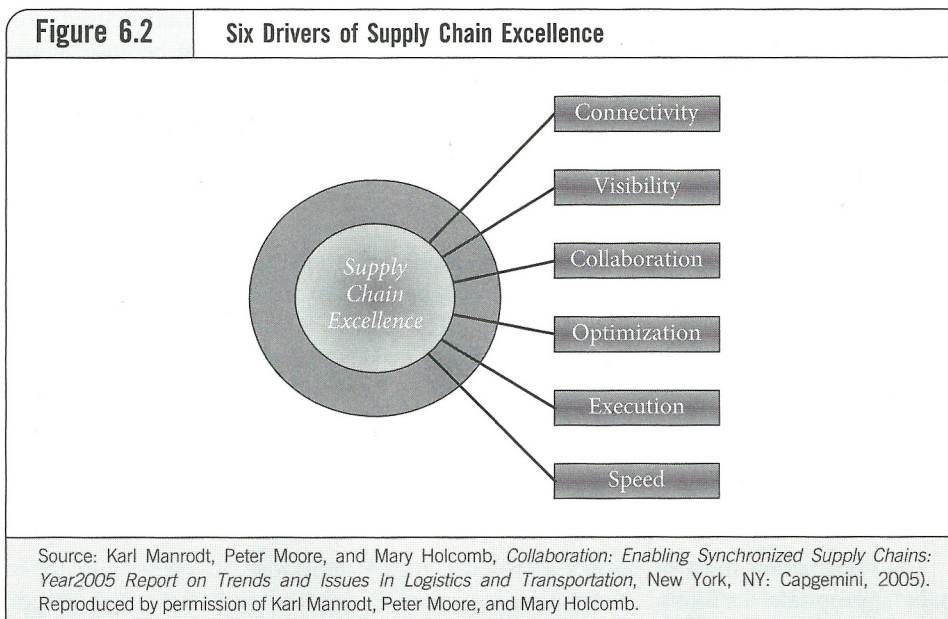 Figure 6.2
Six Drivers of Supply Chain Excellence
Connectivity
Visibility
Collaboration
Optimization
Execution
Speed
Supply
Chain
Excellence
Source: Karl Manrodt, Peter Moore, and Mary Holcomb, Collaboration: Enabling Synchronized Supply Chains:
Year2005 Report on Trends and Issues In Logistics and Transportation, New York, NY: Capgemini, 2005).
Reproduced by permission of Karl Manrodt, Peter Moore, and Mary Holcomb.